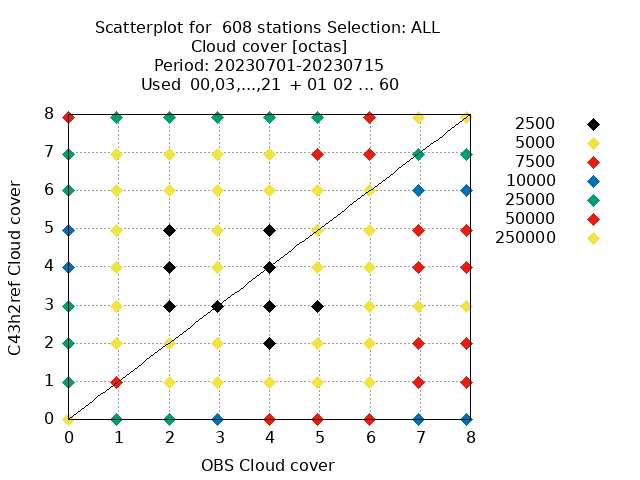 Scatterplot for  608 stations Selection: ALL
Cloud cover [octas]
Period: 20230701-20230715
Used  00,03,...,21  + 01 02 ... 60
8
7
6
5
4
3
2
1
0
C43h2ref Cloud cover
0 1 2 3 4 5 6 7 8
OBS Cloud cover
2500
5000
7500
10000
25000
50000
250000